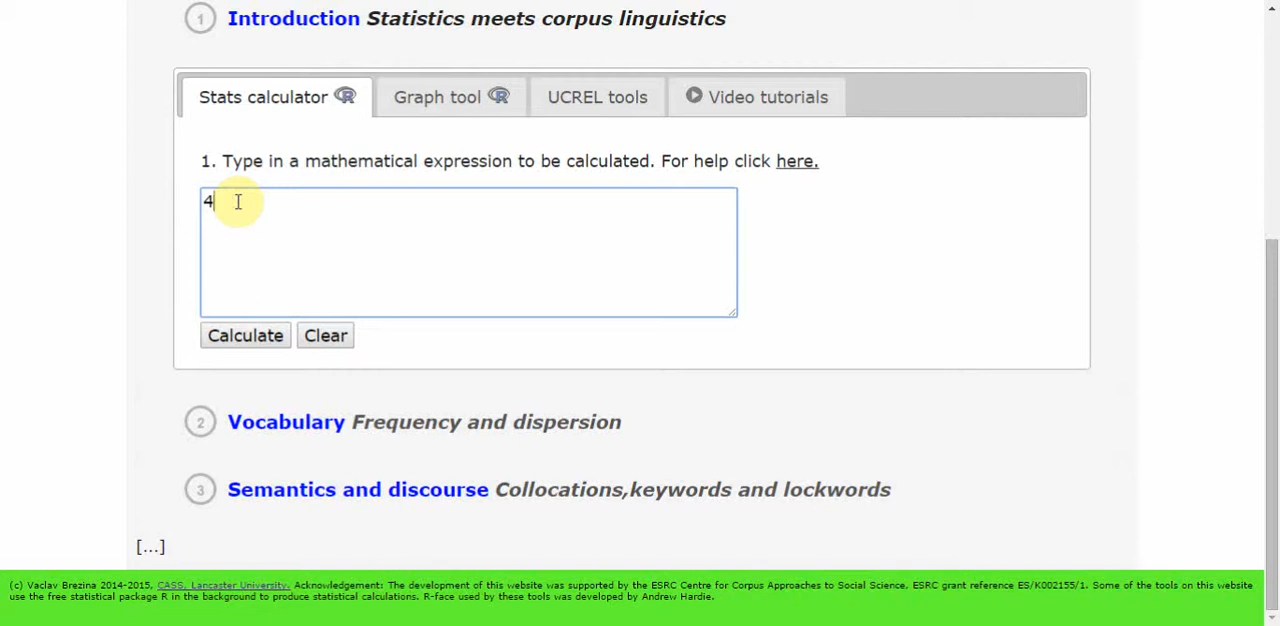 1 Introduction Statistics meets corpus linguistics
Stats calculator R Graph tool R UCREL tools Video tutorials
1. Type in a mathematical expression to be calculated. For help click here.
4
Calculate Clear
2 Vocabulary Frequency and dispersion
3 Semantics and discourse Collocations,keywords and lockwords
[...]
(c) Vaclav Brezina 2014-2015, CASS, Lancaster University. Acknowledgement: The development of this website was supported by the ESRC Centre for Corpus Approaches to Social Science, ESRC grant reference ES/K002155/1. Some of the tools on this website
use the free statistical package R in the background to produce statistical calculations. R-face used by these tools was developed by Andrew Hardie.